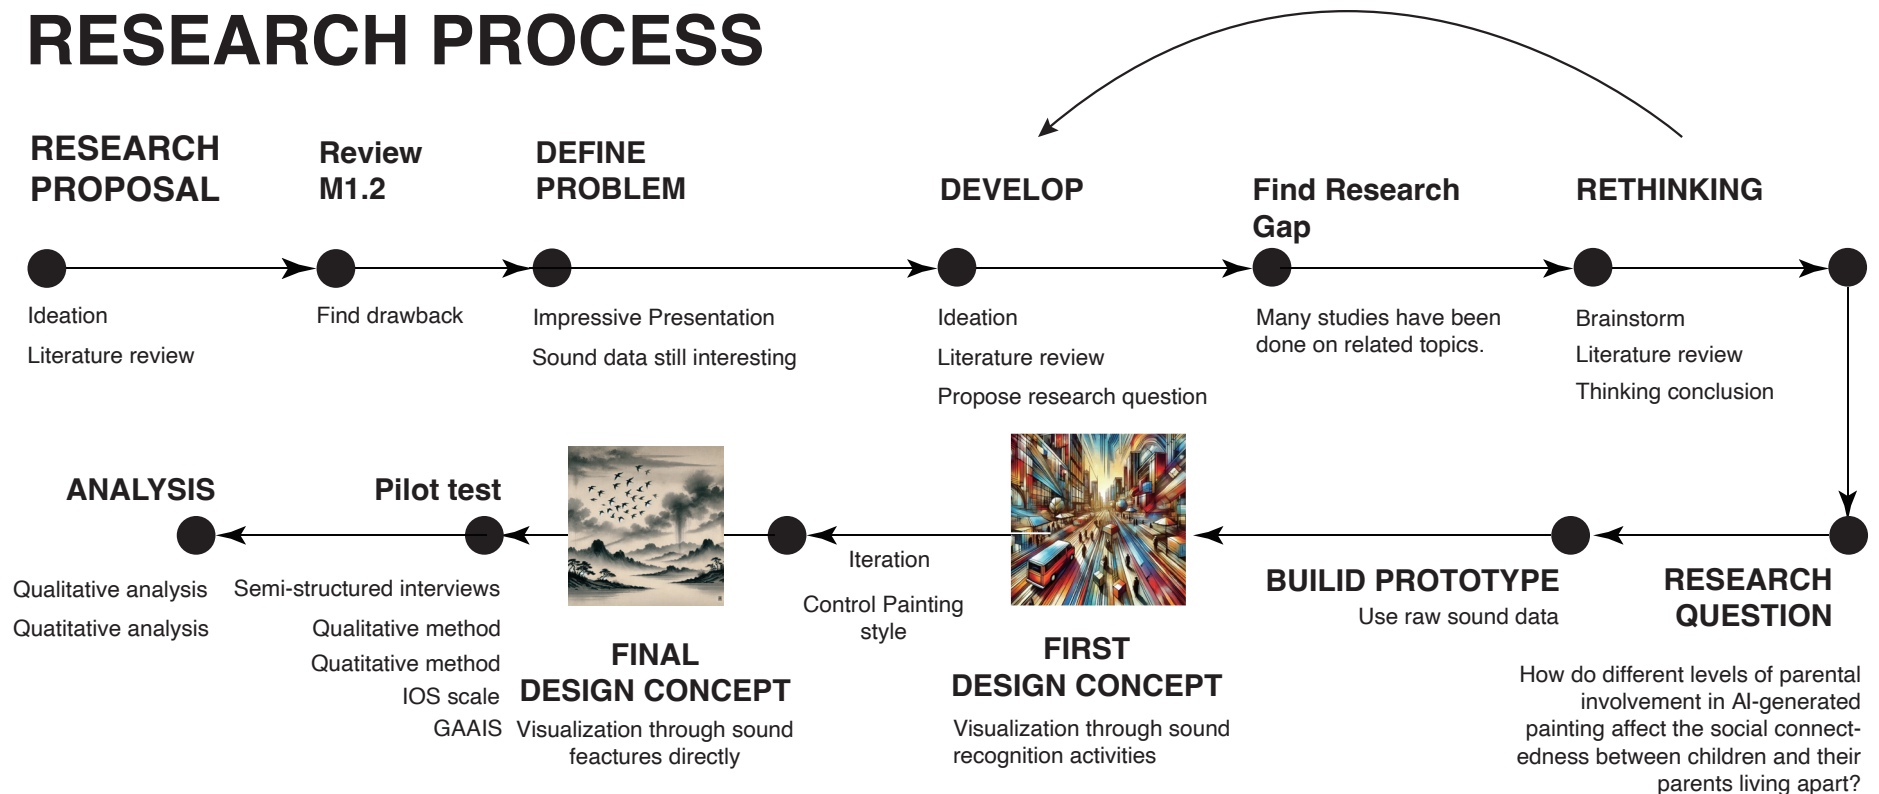 RESEARCH PROCESS
RESEARCH
PROPOSAL
Ideation
Literature review
Review
M1.2
Find drawback
DEFINE
PROBLEM
Impressive Presentation
Sound data still interesting
DEVELOP
Ideation
Literature review
Propose research question
Find Research
Gap
Many studies have been
done on related topics.
RETHINKING
Brainstorm
Literature review
Thinking conclusion
RESEARCH
QUESTION
How do different levels of parental
involvement in AI-generated
painting affect the social connect-
edness between children and their
parents living apart?
BUILID PROTOTYPE
Use raw sound data
FIRST
DESIGN CONCEPT
Visualization through sound
recognition activities
Iteration
Control Painting
style
FINAL
DESIGN CONCEPT
Visualization through sound
feactures directly
Pilot test
Semi-structured interviews
Qualitative method
Quatitative method
IOS scale
GAAIS
ANALYSIS
Qualitative analysis
Quatitative analysis